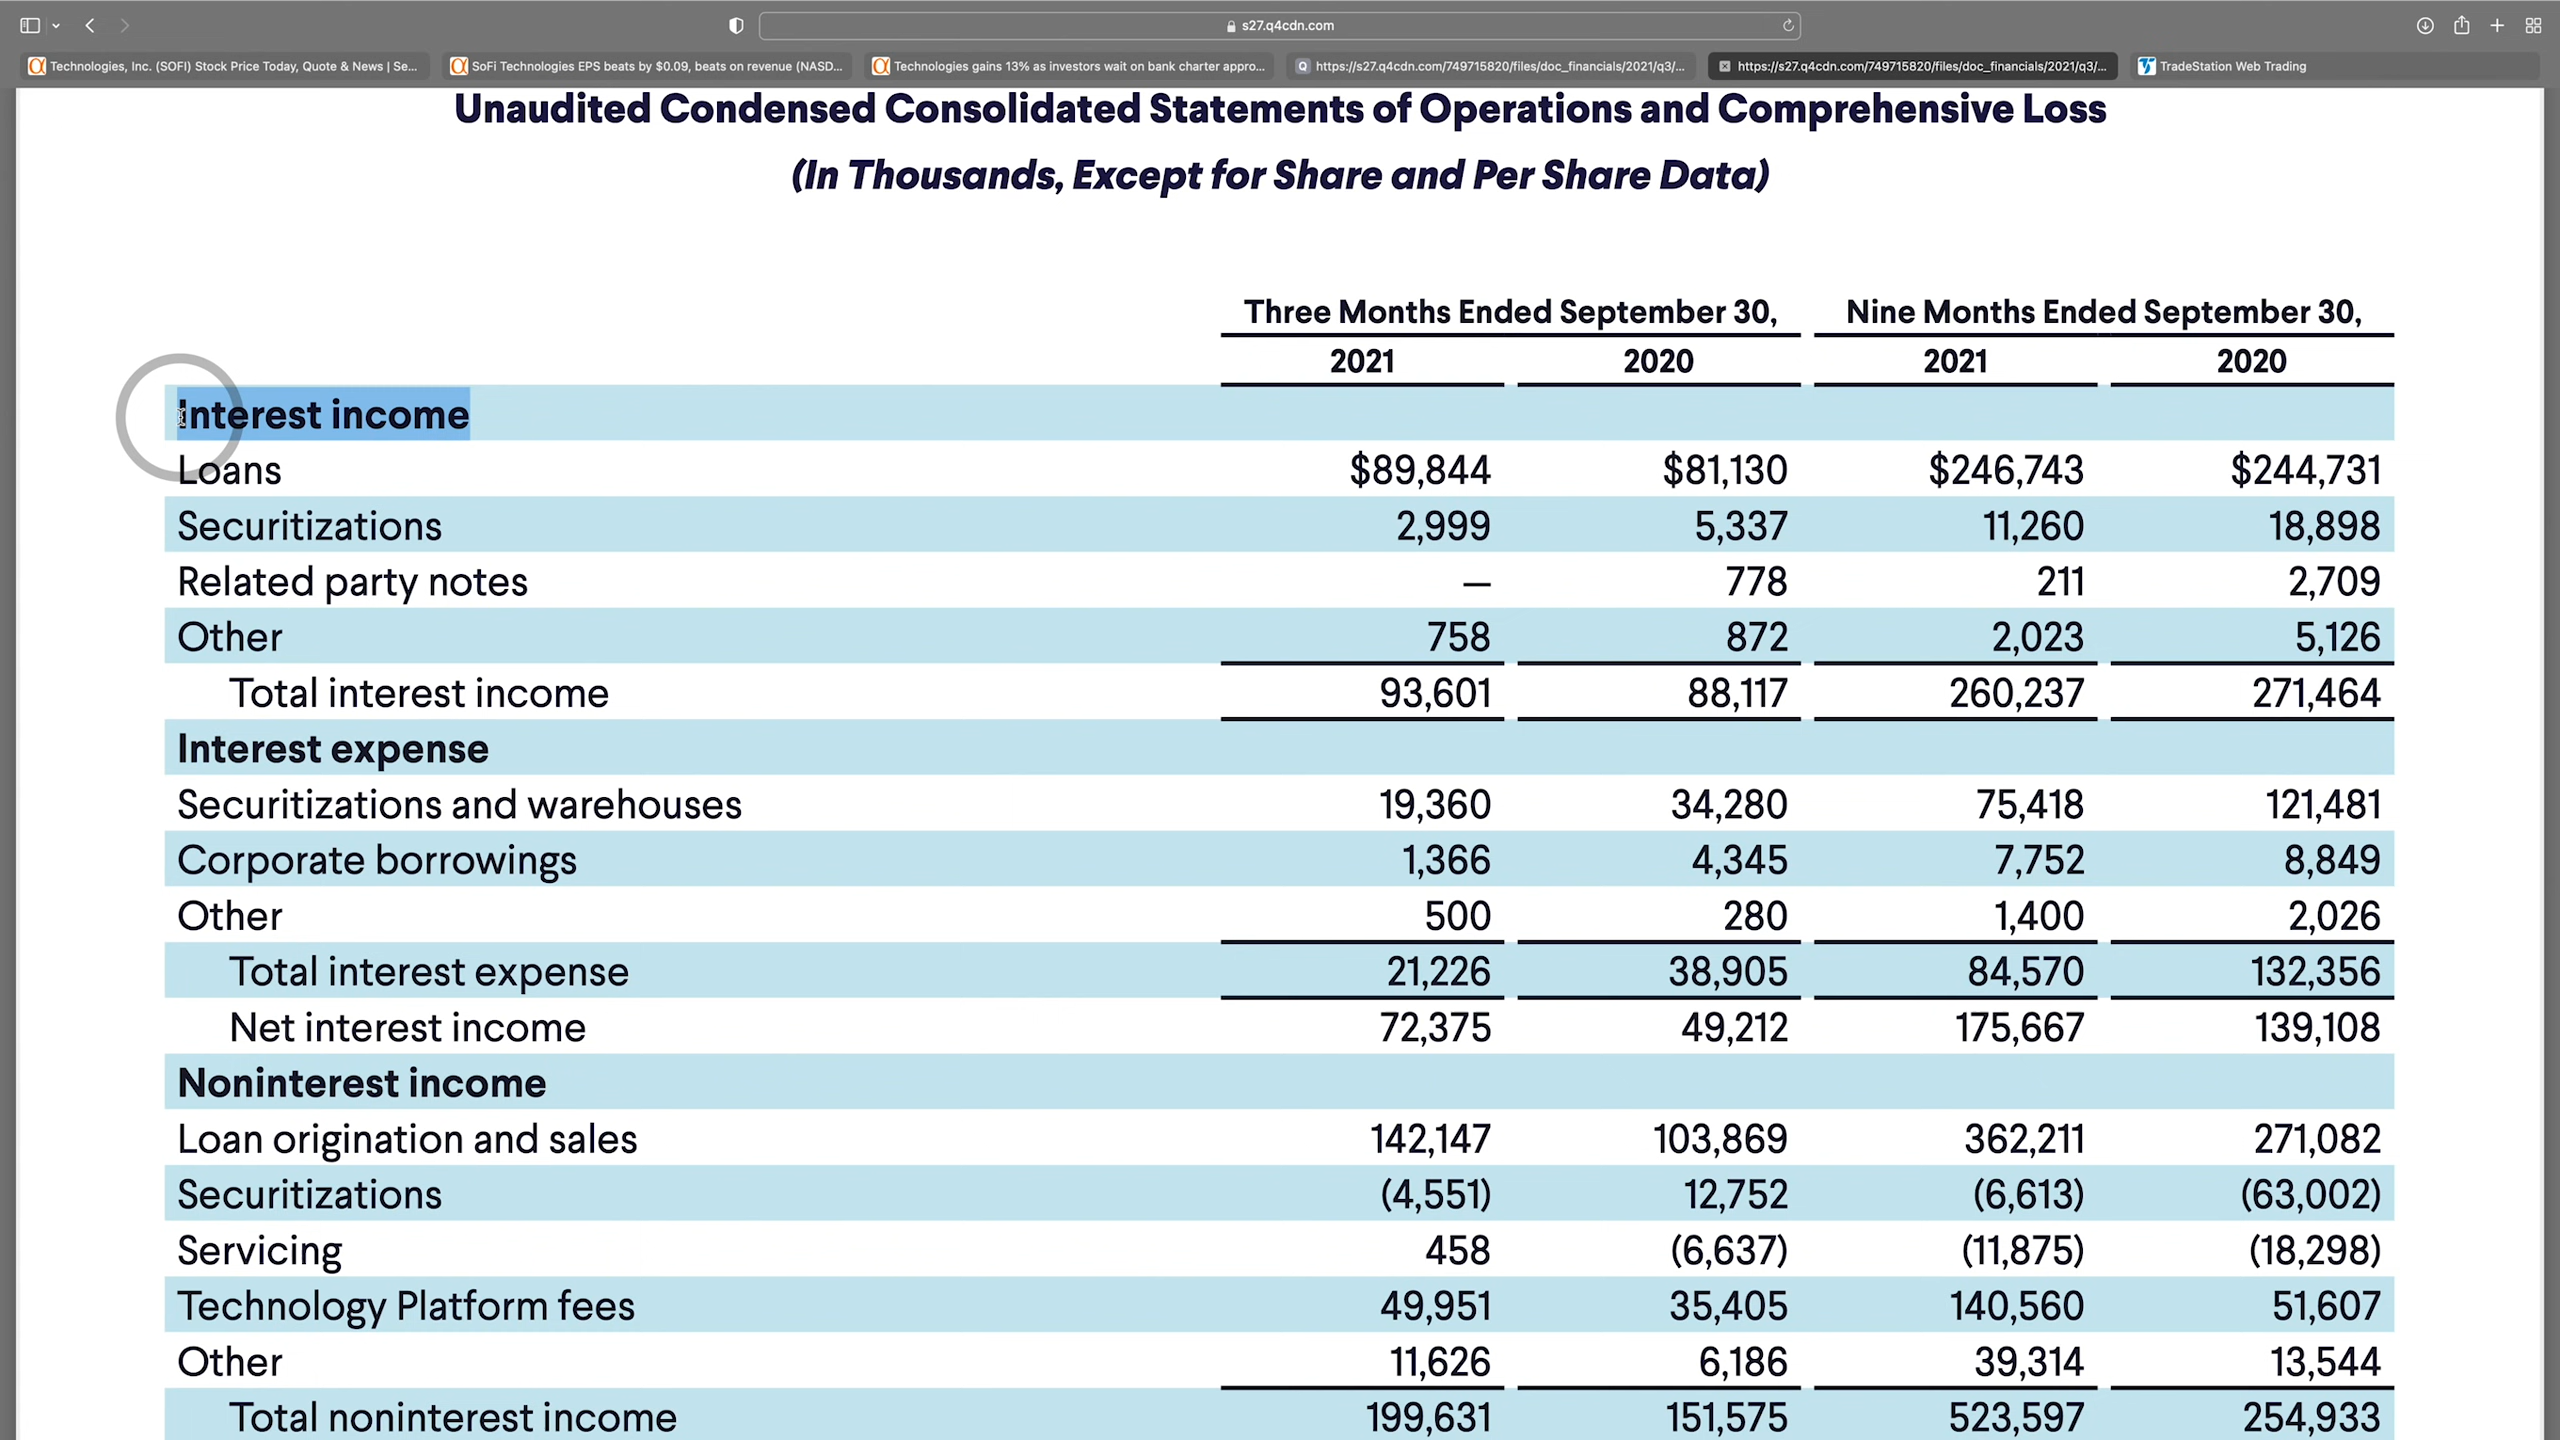 s27.q4cdn.com
Technologies, Inc. (SOFI) Stock Price Today, Quote & News | Se...
SoFi Technologies EPS beats by $0.09, beats on revenue (NASD...
Technologies gains 13% as investors wait on bank charter appro...
https://s27.q4cdn.com/749715820/files/doc_financials/2021/q3/...
https://s27.q4cdn.com/749715820/files/doc_financials/2021/q3/...
TradeStation Web Trading
Unaudited Condensed Consolidated Statements of Operations and Comprehensive Loss
(In Thousands, Except for Share and Per Share Data)
Three Months Ended September 30, Nine Months Ended September 30,
2021 2020 2021 2020
Interest income
Loans $89,844 $81,130 $246,743 $244,731
Securitizations 2,999 5,337 11,260 18,898
Related party notes — 778 211 2,709
Other 758 872 2,023 5,126
Total interest income 93,601 88,117 260,237 271,464
Interest expense
Securitizations and warehouses 19,360 34,280 75,418 121,481
Corporate borrowings 1,366 4,345 7,752 8,849
Other 500 280 1,400 2,026
Total interest expense 21,226 38,905 84,570 132,356
Net interest income 72,375 49,212 175,667 139,108
Noninterest income
Loan origination and sales 142,147 103,869 362,211 271,082
Securitizations (4,551) 12,752 (6,613) (63,002)
Servicing 458 (6,637) (11,875) (18,298)
Technology Platform fees 49,951 35,405 140,560 51,607
Other 11,626 6,186 39,314 13,544
Total noninterest income 199,631 151,575 523,597 254,933